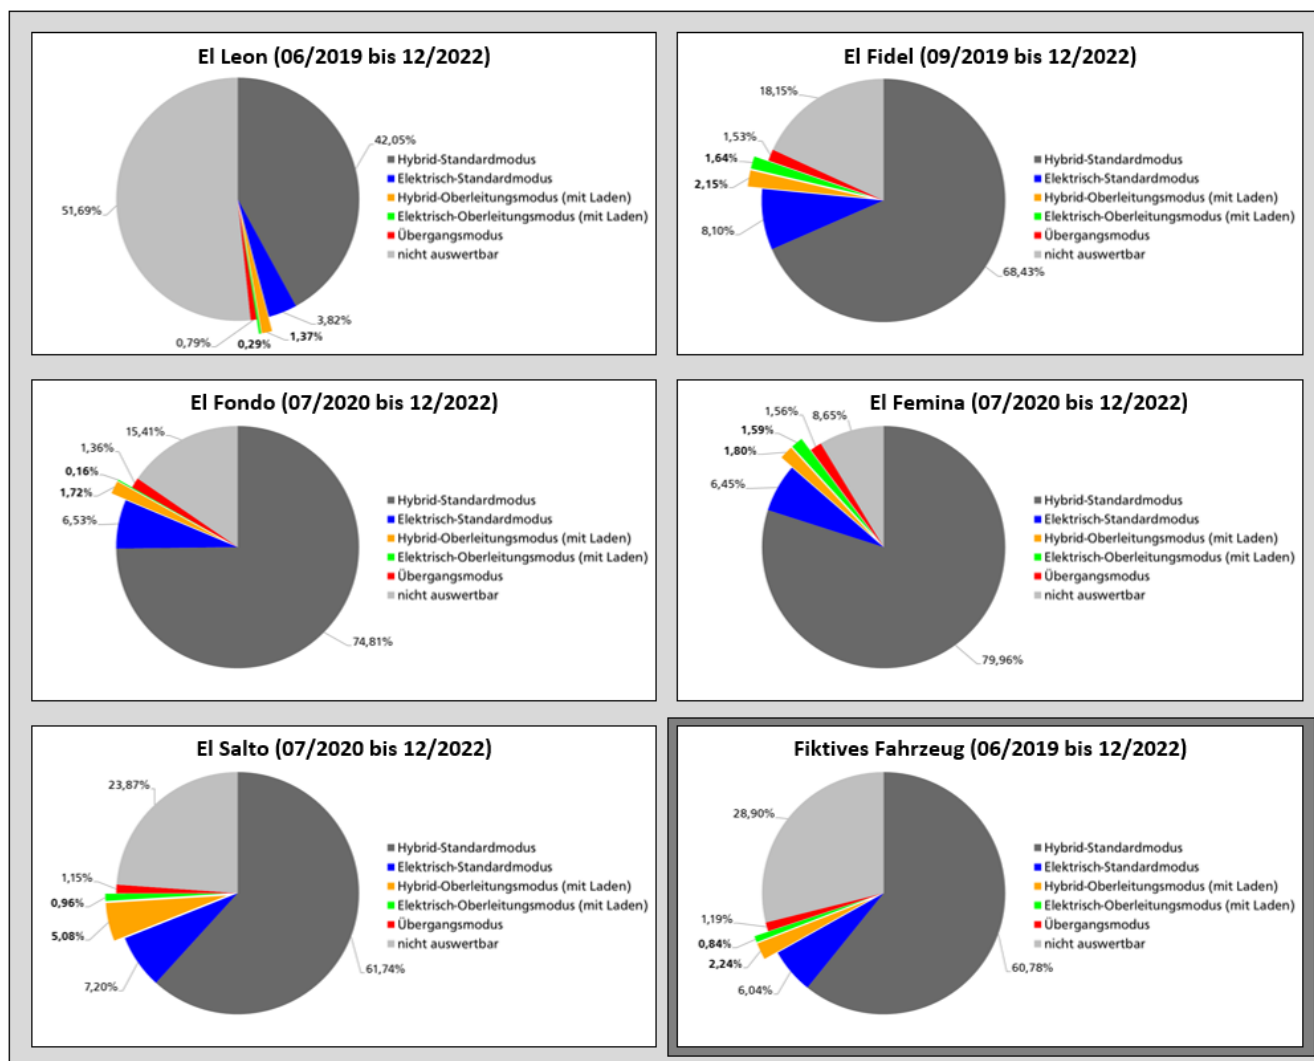 El Leon (06/2019 bis 12/2022)
42,05%
Hybrid-Standardmodus
Elektrisch-Standardmodus
Hybrid-Oberleitungsmodus (mit Laden)
Elektrisch-Oberleitungsmodus (mit Laden)
Übergangsmodus
nicht auswertbar
51,69%
3,82%
1,37%
0,29%
0,79%
El Fidel (09/2019 bis 12/2022)
18,15%
1,53%
1,64%
2,15%
8,10%
Hybrid-Standardmodus
Elektrisch-Standardmodus
Hybrid-Oberleitungsmodus (mit Laden)
Elektrisch-Oberleitungsmodus (mit Laden)
Übergangsmodus
nicht auswertbar
68,43%
El Fondo (07/2020 bis 12/2022)
15,41%
1,36%
0,16%
1,72%
6,53%
Hybrid-Standardmodus
Elektrisch-Standardmodus
Hybrid-Oberleitungsmodus (mit Laden)
Elektrisch-Oberleitungsmodus (mit Laden)
Übergangsmodus
nicht auswertbar
74,81%
El Femina (07/2020 bis 12/2022)
1,56%
8,65%
1,59%
1,80%
6,45%
Hybrid-Standardmodus
Elektrisch-Standardmodus
Hybrid-Oberleitungsmodus (mit Laden)
Elektrisch-Oberleitungsmodus (mit Laden)
Übergangsmodus
nicht auswertbar
79,96%
El Salto (07/2020 bis 12/2022)
23,87%
Hybrid-Standardmodus
Elektrisch-Standardmodus
Hybrid-Oberleitungsmodus (mit Laden)
Elektrisch-Oberleitungsmodus (mit Laden)
Übergangsmodus
nicht auswertbar
1,15%
0,96%
5,08%
7,20%
61,74%
Fiktives Fahrzeug (06/2019 bis 12/2022)
28,90%
Hybrid-Standardmodus
Elektrisch-Standardmodus
Hybrid-Oberleitungsmodus (mit Laden)
Elektrisch-Oberleitungsmodus (mit Laden)
Übergangsmodus
nicht auswertbar
1,19%
0,84%
2,24%
6,04%
60,78%